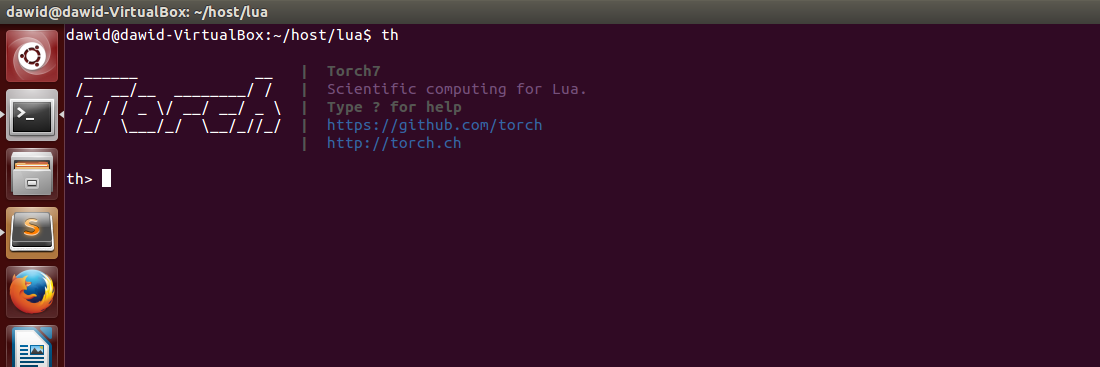 dawid@dawid-VirtualBox: ~/host/lua
dawid@dawid-VirtualBox:~/host/lua$ th
  ______             __   |  Torch7
 /_  __/__  ________/ /   |  Scientific computing for Lua.
  / / / _ \/ __/ __/ _ \  |  Type ? for help
 /_/  \___/_/  \__/_//_/  |  https://github.com/torch
                          |  http://torch.ch
th>